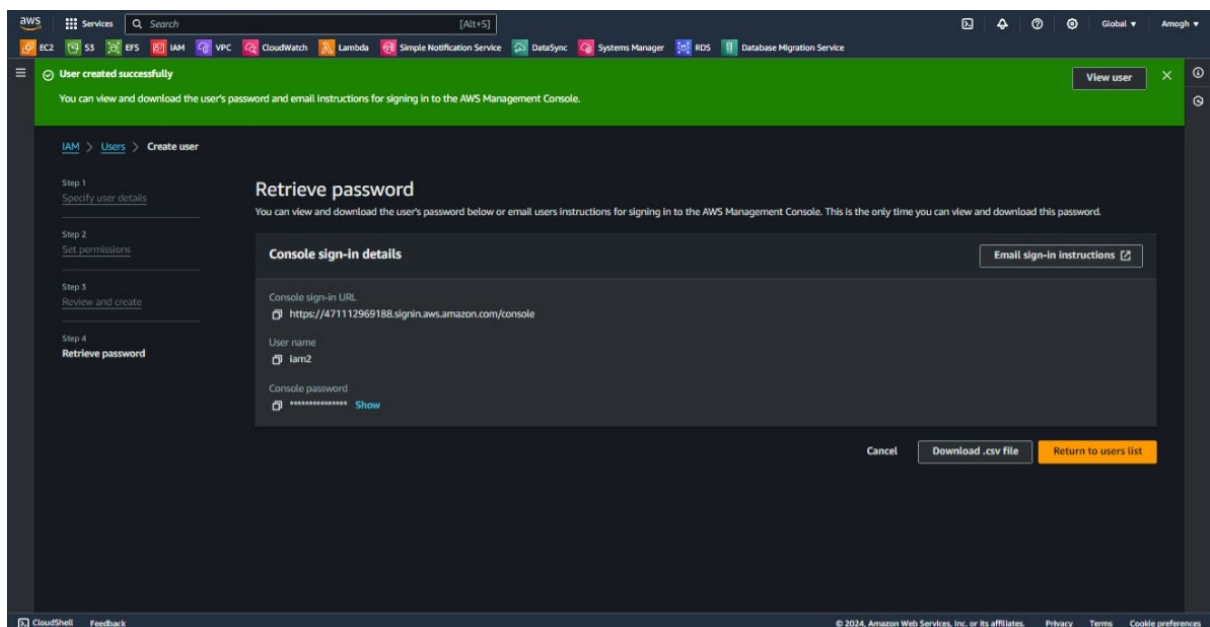 aws
Services
Search
[Alt+S]
Global
Amogh
EC2
S3
EFS
IAM
VPC
CloudWatch
Lambda
Simple Notification Service
DataSync
Systems Manager
RDS
Database Migration Service
User created successfully
View user
You can view and download the user's password and email instructions for signing in to the AWS Management Console.
IAM > Users > Create user
Step 1
Specify user details
Step 2
Set permissions
Step 3
Review and create
Step 4
Retrieve password
Retrieve password
You can view and download the user's password below or email users instructions for signing in to the AWS Management Console. This is the only time you can view and download this password.
Console sign-in details
Email sign-in instructions
Console sign-in URL
https://471112969188.signin.aws.amazon.com/console
User name
iam2
Console password
*************** Show
Cancel
Download .csv file
Return to users list
CloudShell
Feedback
© 2024, Amazon Web Services, Inc. or its affiliates.
Privacy
Terms
Cookie preferences